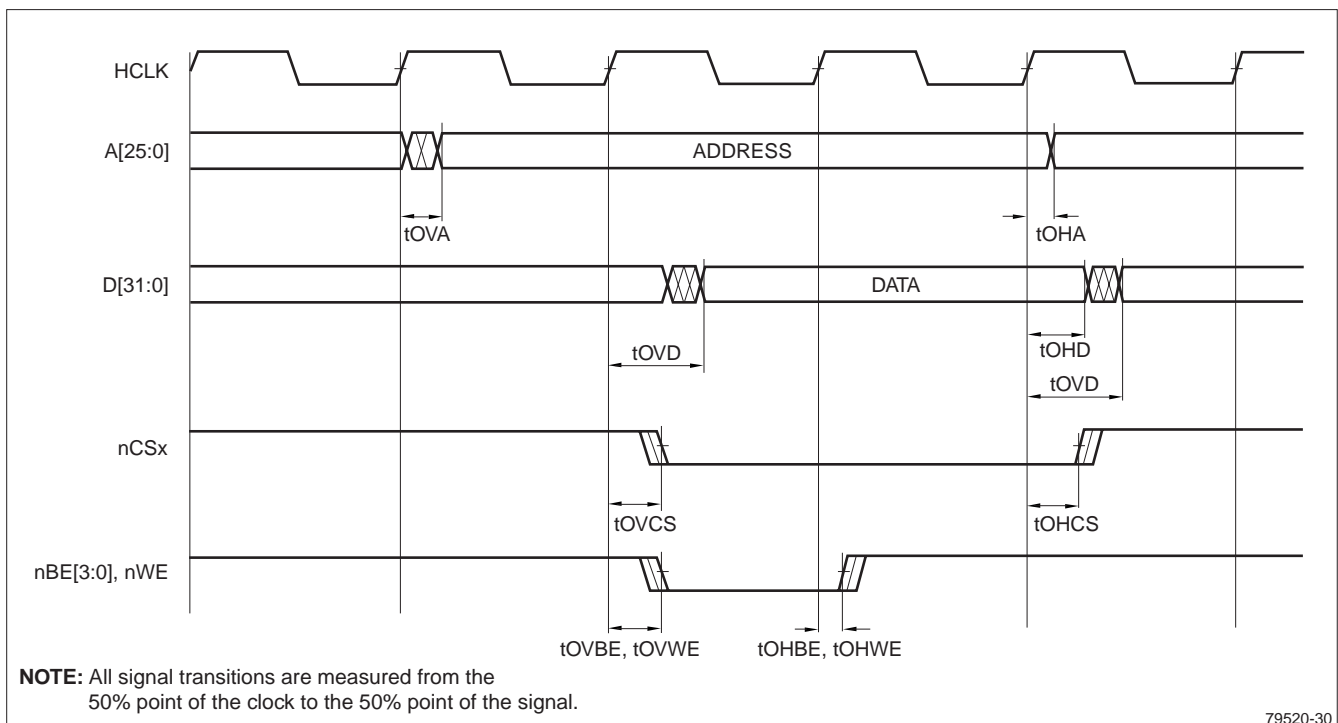 HCLK
A[25:0]
ADDRESS
tOVA
tOHA
D[31:0]
DATA
tOVD
tOHD
tOVD
nCSx
tOVCS
tOHCS
nBE[3:0], nWE
tOVBE, tOVWE
tOHBE, tOHWE
NOTE: All signal transitions are measured from the
50% point of the clock to the 50% point of the signal.
79520-30